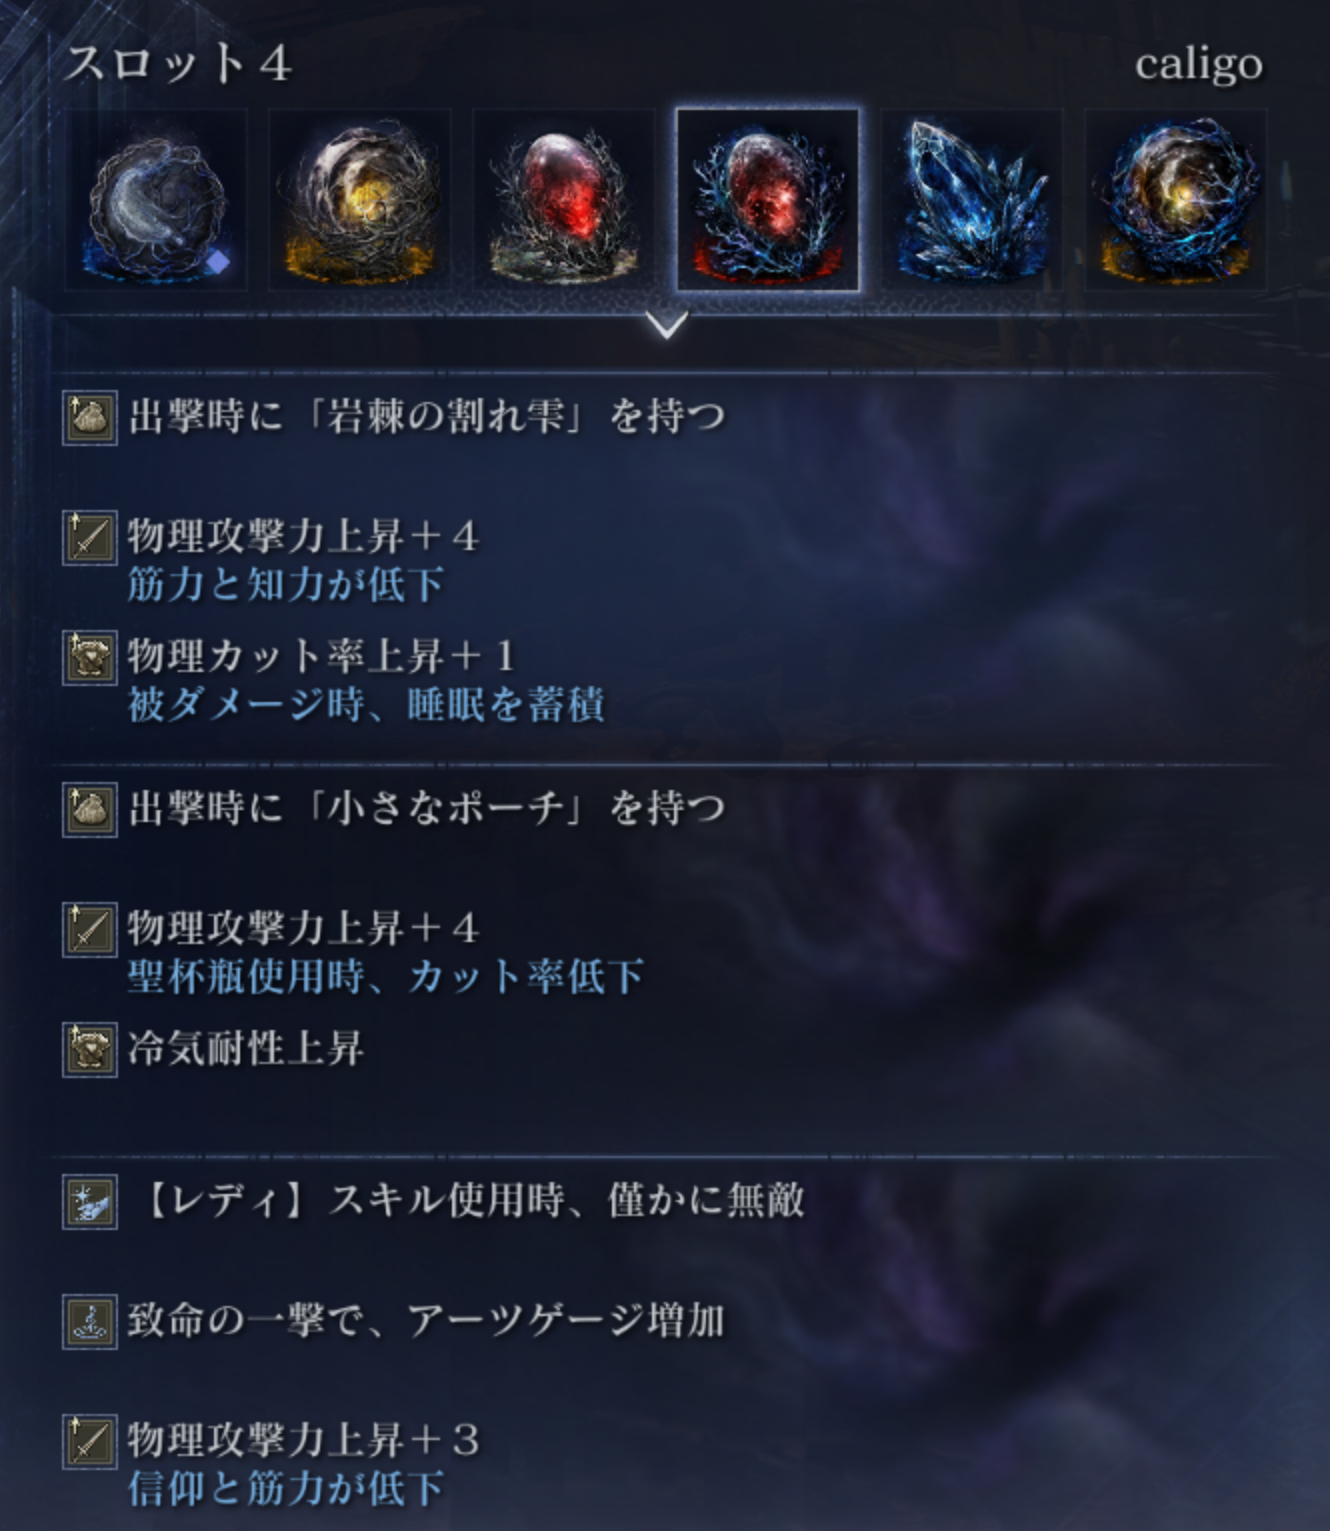 スロット４
caligo
出撃時に「岩棘の割れ雫」を持つ
物理攻撃力上昇＋４
筋力と知力が低下
物理カット率上昇＋１
被ダメージ時、睡眠を蓄積
出撃時に「小さなポーチ」を持つ
物理攻撃力上昇＋４
聖杯瓶使用時、カット率低下
冷気耐性上昇
【レディ】スキル使用時、僅かに無敵
致命の一撃で、アーツゲージ増加
物理攻撃力上昇＋３
信仰と筋力が低下